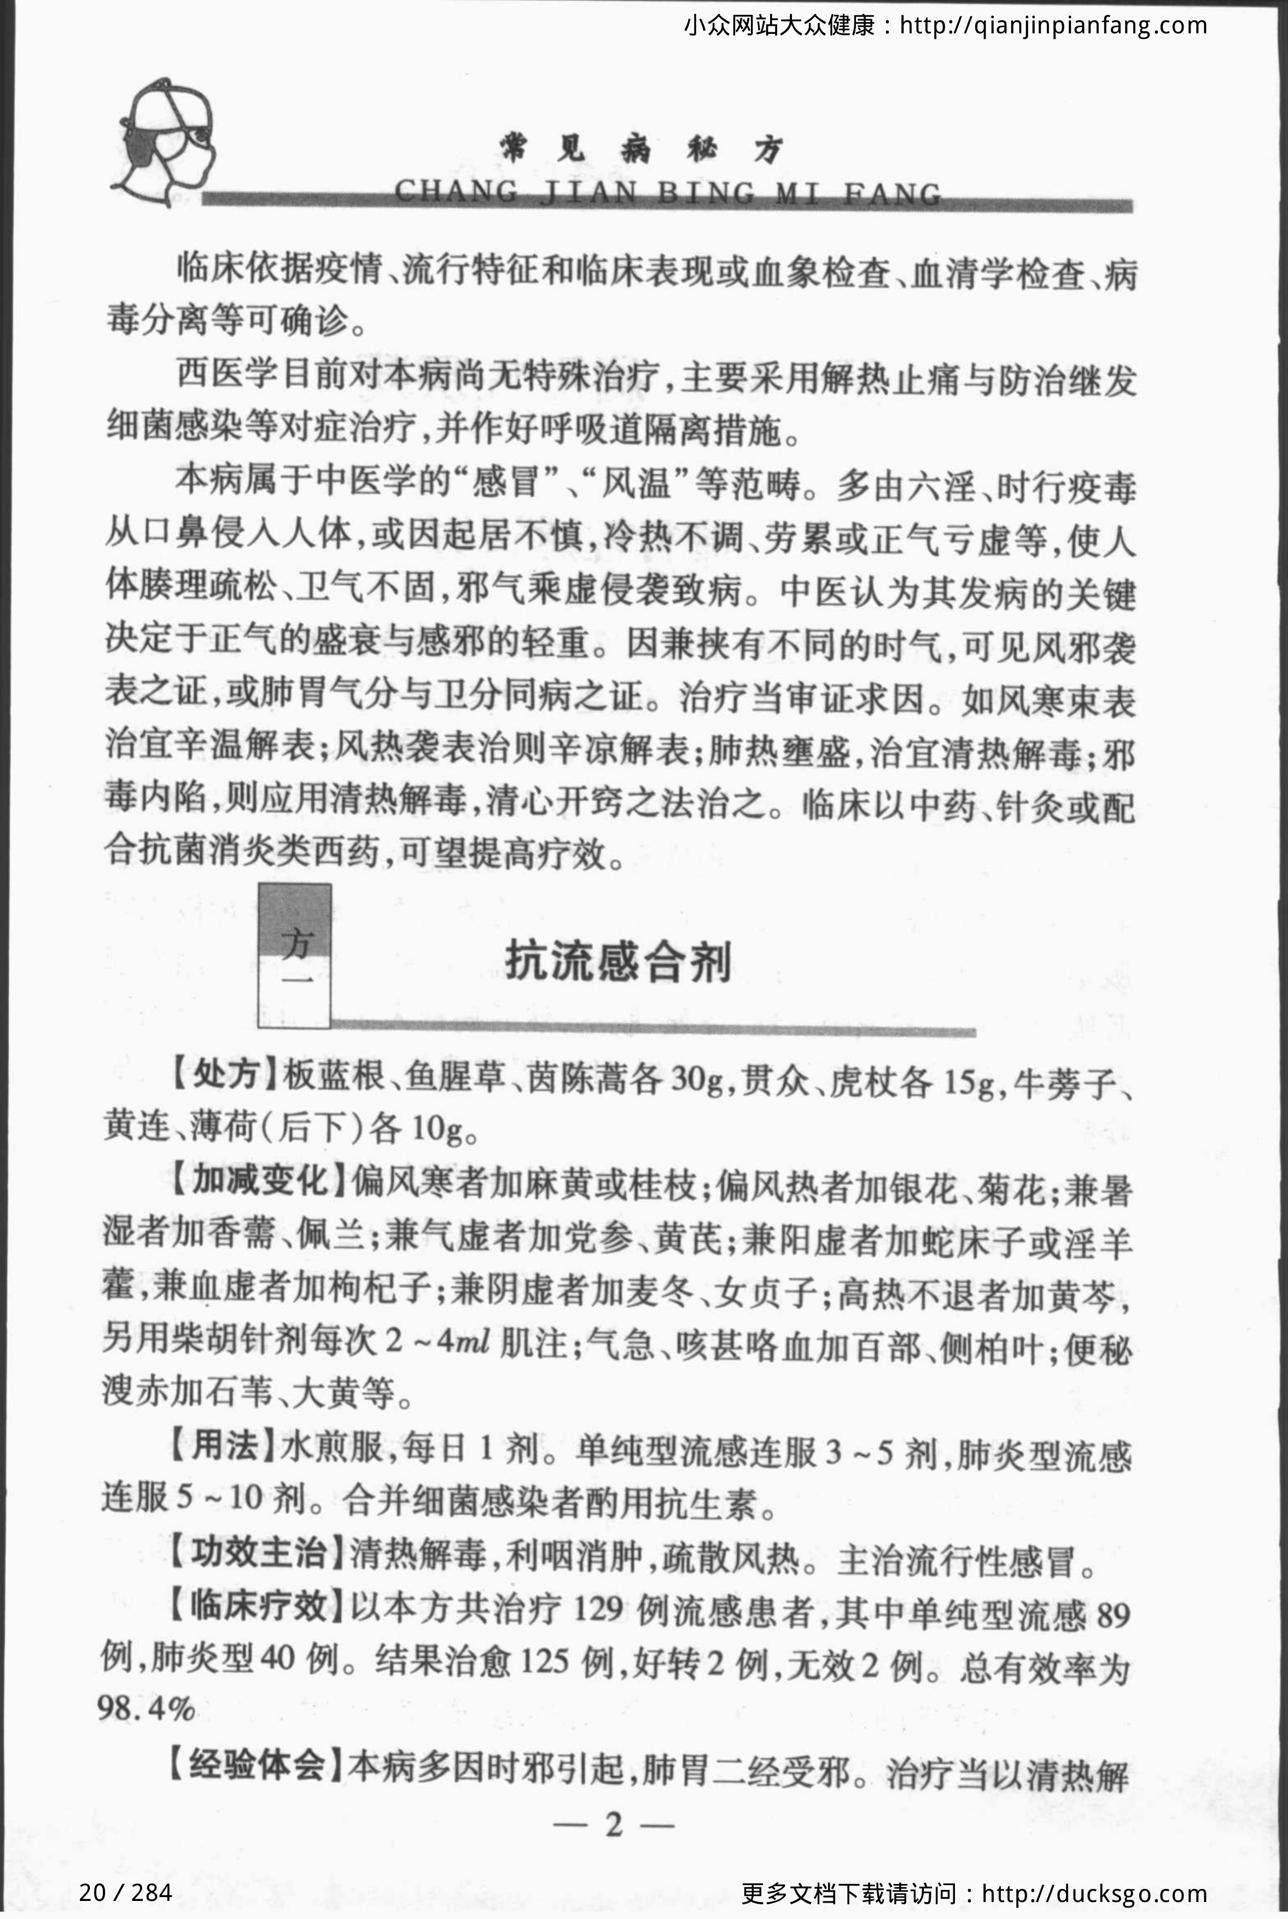 小众网站大众健康：http://qianjinpianfang.com
常见病秘方
CHANG JIAN BING MI FANG
临床依据疫情、流行特征和临床表现或血象检查、血清学检查、病
毒分离等可确诊。
西医学目前对本病尚无特殊治疗，主要采用解热止痛与防治继发
细菌感染等对症治疗，并作好呼吸道隔离措施。
本病属于中医学的“感冒”、“风温”等范畴。多由六淫、时行疫毒
从口鼻侵入人体，或因起居不慎，冷热不调、劳累或正气亏虚等，使人
体腠理疏松、卫气不固，邪气乘虚侵袭致病。中医认为其发病的关键
决定于正气的盛衰与感邪的轻重。因兼挟有不同的时气，可见风邪袭
表之证，或肺胃气分与卫分同病之证。治疗当审证求因。如风寒束表
治宜辛温解表；风热袭表治则辛凉解表；肺热壅盛，治宜清热解毒；邪
毒内陷，则应用清热解毒，清心开窍之法治之。临床以中药、针灸或配
合抗菌消炎类西药，可望提高疗效。
方一
抗流感合剂
【处方】板蓝根、鱼腥草、茵陈蒿各 30g，贯众、虎杖各 15g，牛蒡子、
黄连、薄荷（后下）各 10g。
【加减变化】偏风寒者加麻黄或桂枝；偏风热者加银花、菊花；兼暑
湿者加香薷、佩兰；兼气虚者加党参、黄芪；兼阳虚者加蛇床子或淫羊
藿，兼血虚者加枸杞子；兼阴虚者加麦冬、女贞子；高热不退者加黄芩，
另用柴胡针剂每次 2～4ml 肌注；气急、咳甚咯血加百部、侧柏叶；便秘
溲赤加石苇、大黄等。
【用法】水煎服，每日 1 剂。单纯型流感连服 3～5 剂，肺炎型流感
连服 5～10 剂。合并细菌感染者酌用抗生素。
【功效主治】清热解毒，利咽消肿，疏散风热。主治流行性感冒。
【临床疗效】以本方共治疗 129 例流感患者，其中单纯型流感 89
例，肺炎型 40 例。结果治愈 125 例，好转 2 例，无效 2 例。总有效率为
98.4%
【经验体会】本病多因时邪引起，肺胃二经受邪。治疗当以清热解
— 2 —
20 / 284
更多文档下载请访问：http://ducksgo.com